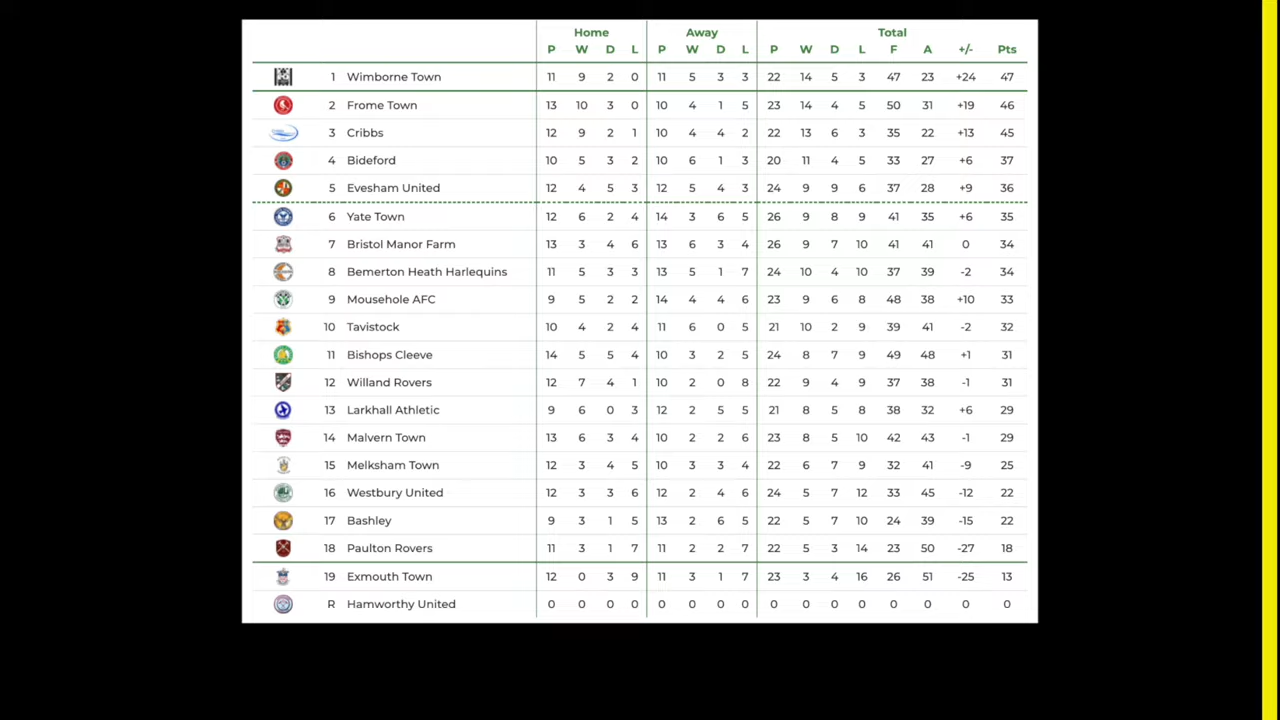 Home Away Total
P W D L P W D L P W D L F A +/- Pts
1 Wimborne Town 11 9 2 0 11 5 3 3 22 14 5 3 47 23 +24 47
2 Frome Town 13 10 3 0 10 4 1 5 23 14 4 5 50 31 +19 46
3 Cribbs 12 9 2 1 10 4 4 2 22 13 6 3 35 22 +13 45
4 Bideford 10 5 3 2 10 6 1 3 20 11 4 5 33 27 +6 37
5 Evesham United 12 4 5 3 12 5 4 3 24 9 9 6 37 28 +9 36
6 Yate Town 12 6 2 4 14 3 6 5 26 9 8 9 41 35 +6 35
7 Bristol Manor Farm 13 3 4 6 13 6 3 4 26 9 7 10 41 41 0 34
8 Bemerton Heath Harlequins 11 5 3 3 13 5 1 7 24 10 4 10 37 39 -2 34
9 Mousehole AFC 9 5 2 2 14 4 4 6 23 9 6 8 48 38 +10 33
10 Tavistock 10 4 2 4 11 6 0 5 21 10 2 9 39 41 -2 32
11 Bishops Cleeve 14 5 5 4 10 3 2 5 24 8 7 9 49 48 +1 31
12 Willand Rovers 12 7 4 1 10 2 0 8 22 9 4 9 37 38 -1 31
13 Larkhall Athletic 9 6 0 3 12 2 5 5 21 8 5 8 38 32 +6 29
14 Malvern Town 13 6 3 4 10 2 2 6 23 8 5 10 42 43 -1 29
15 Melksham Town 12 3 4 5 10 3 3 4 22 6 7 9 32 41 -9 25
16 Westbury United 12 3 3 6 12 2 4 6 24 5 7 12 33 45 -12 22
17 Bashley 9 3 1 5 13 2 6 5 22 5 7 10 24 39 -15 22
18 Paulton Rovers 11 3 1 7 11 2 2 7 22 5 3 14 23 50 -27 18
19 Exmouth Town 12 0 3 9 11 3 1 7 23 3 4 16 26 51 -25 13
R Hamworthy United 0 0 0 0 0 0 0 0 0 0 0 0 0 0 0 0